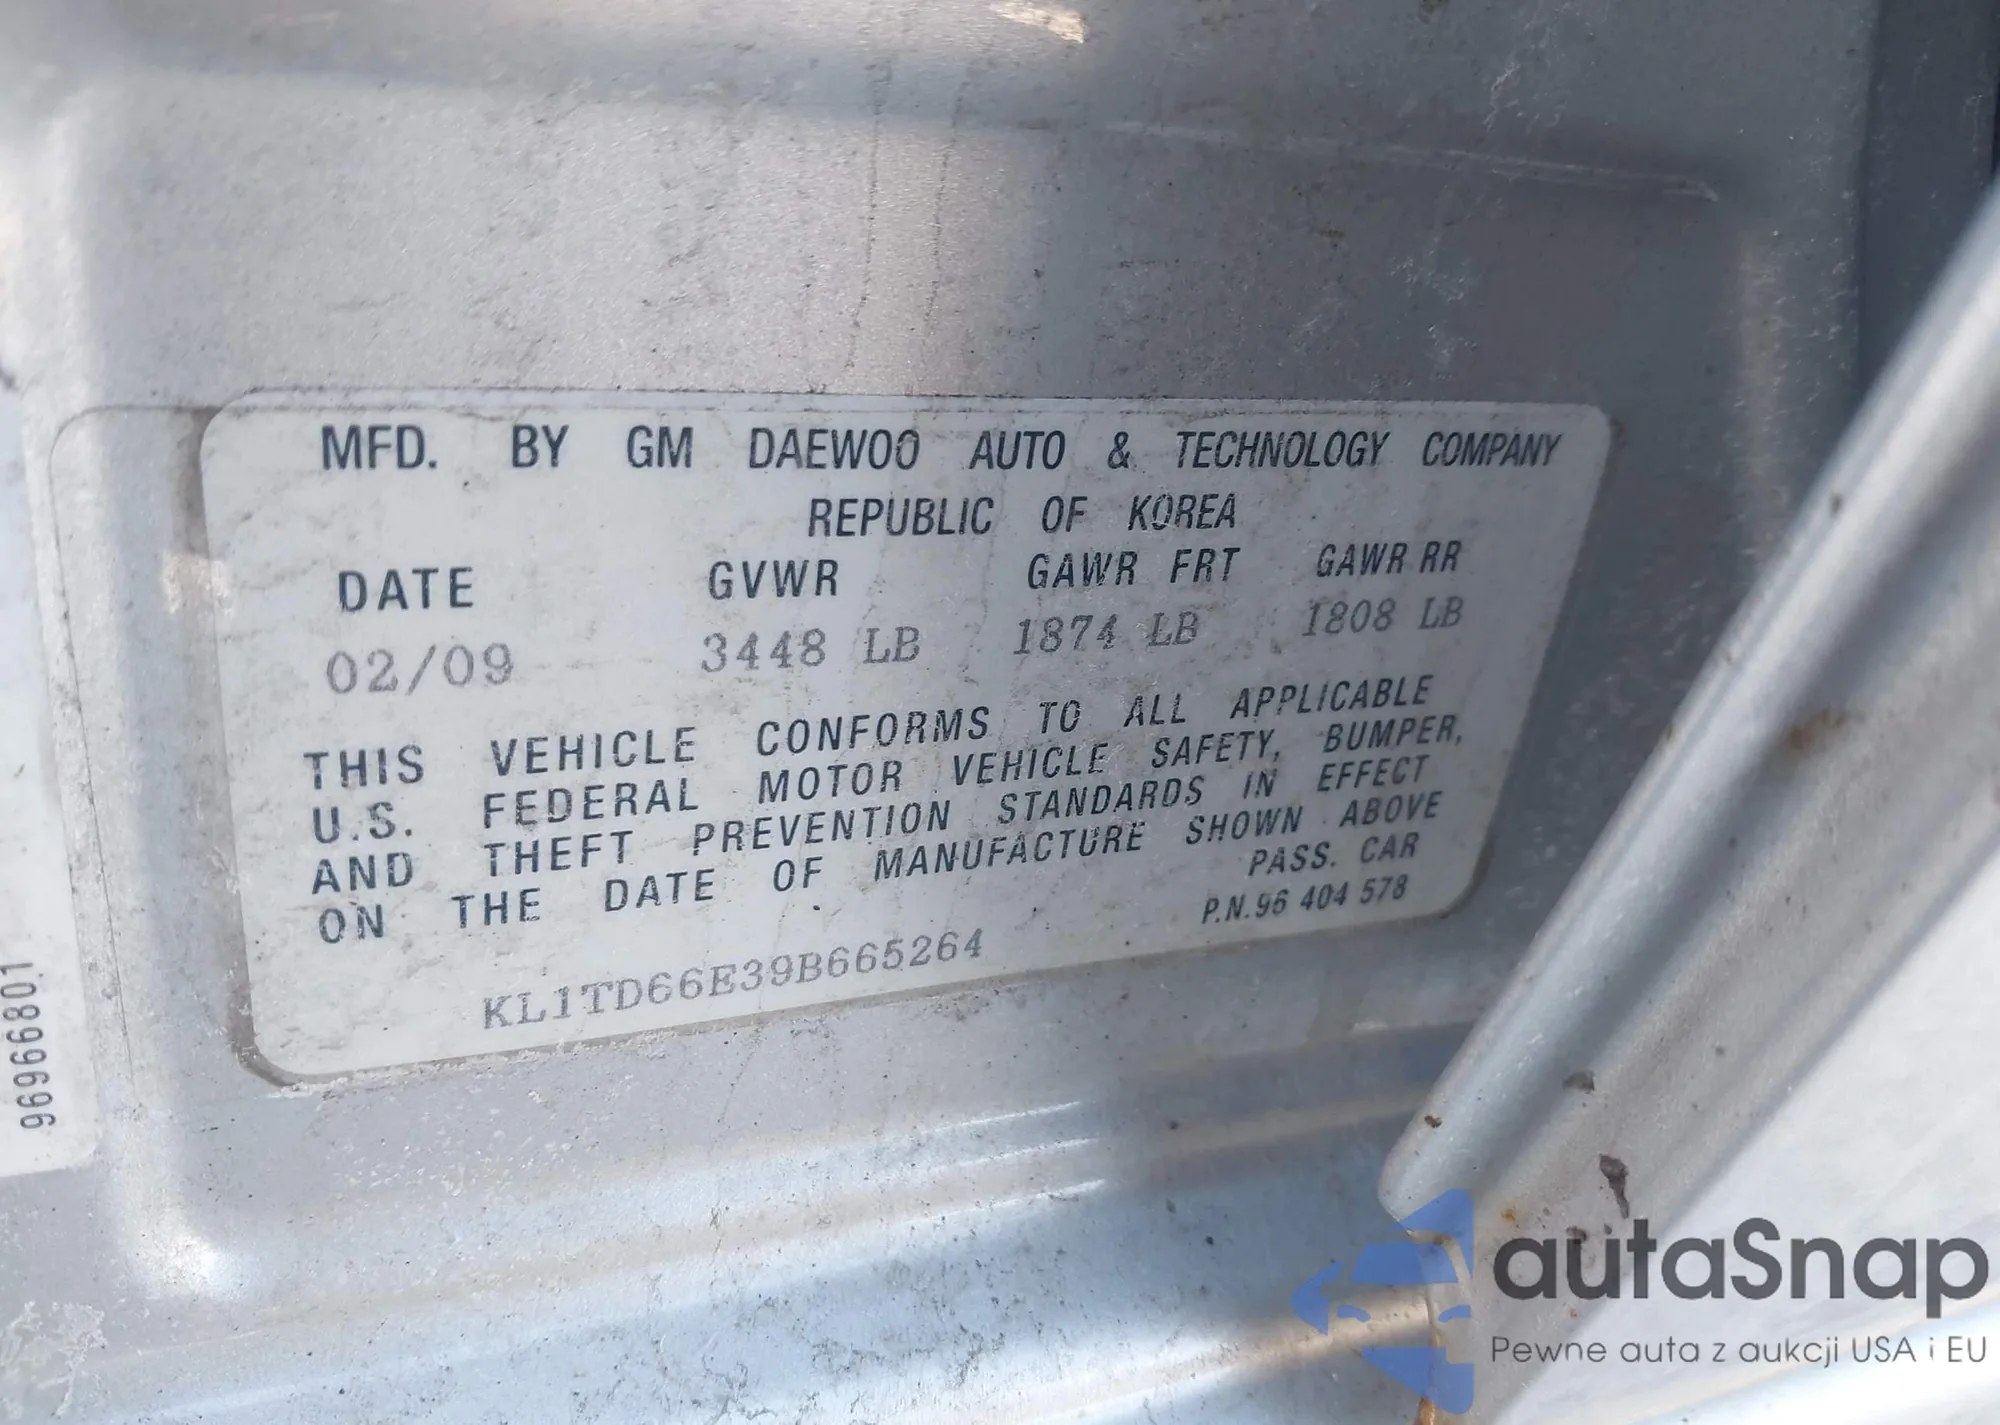 MFD. BY GM DAEWOO AUTO & TECHNOLOGY COMPANY
REPUBLIC OF KOREA
DATE GVWR GAWR FRT GAWR RR
02/09 3448 LB 1874 LB 1808 LB
THIS VEHICLE CONFORMS TO ALL APPLICABLE
U.S. FEDERAL MOTOR VEHICLE SAFETY, BUMPER,
AND THEFT PREVENTION STANDARDS IN EFFECT
ON THE DATE OF MANUFACTURE SHOWN ABOVE
PASS. CAR
P.N.96 404 578
KL1TD66E39B665264
96966801
autaSnap
Pewne auta z aukcji USA i EU